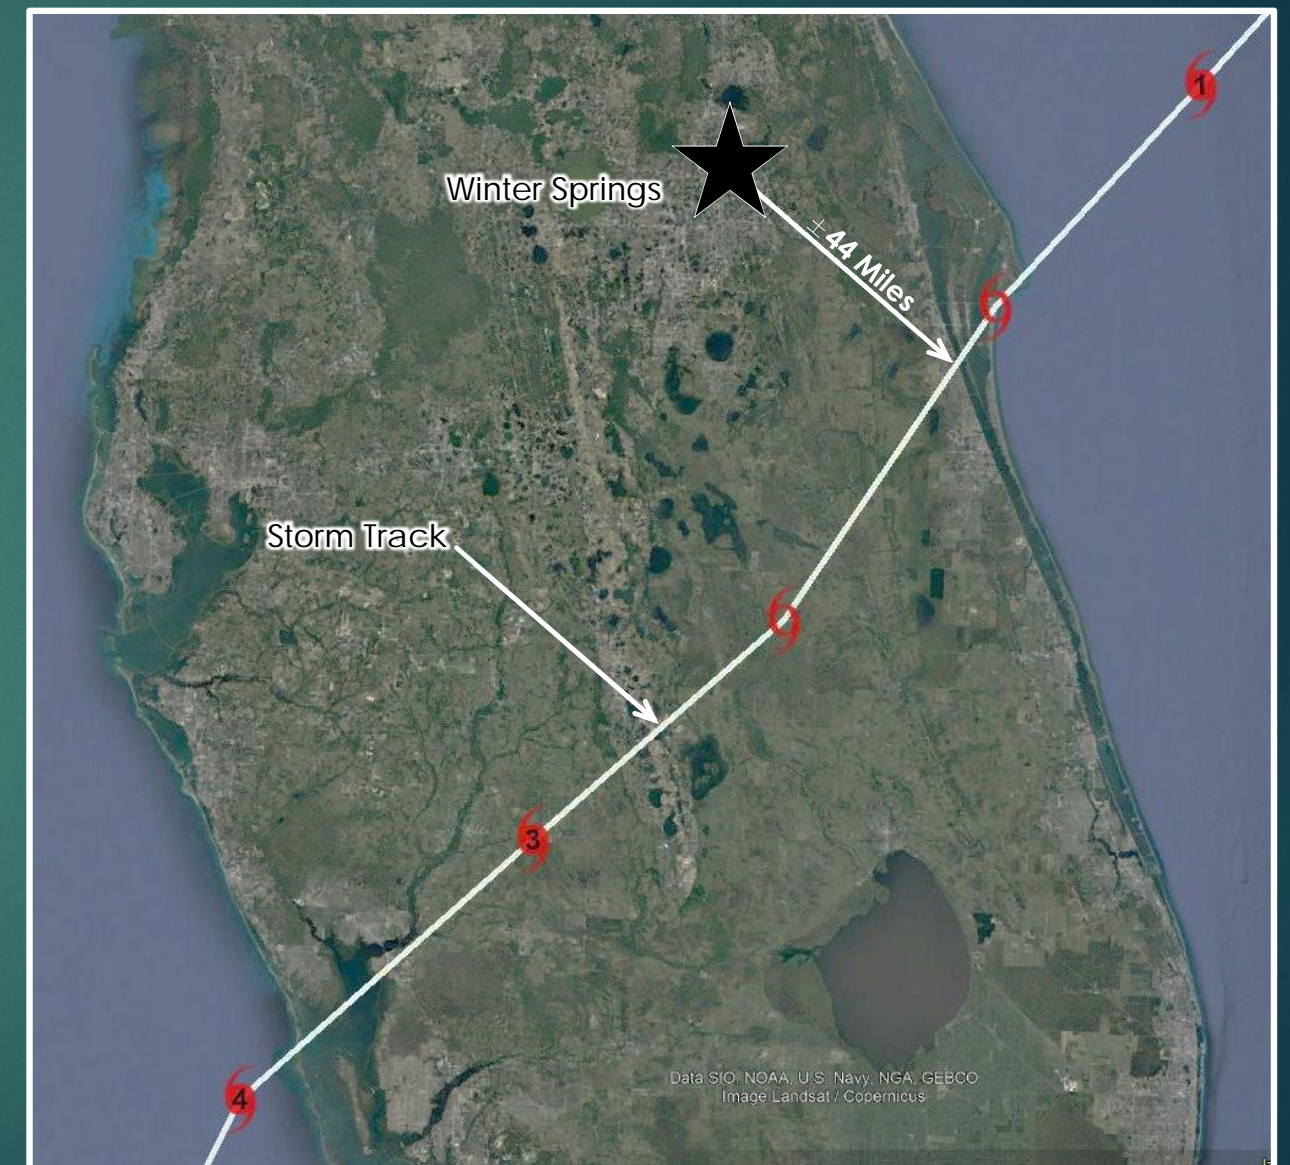 1
Winter Springs
±44 Miles
Storm Track
3
4
Data SIO, NOAA, U.S. Navy, NGA, GEBCO
Image Landsat / Copernicus